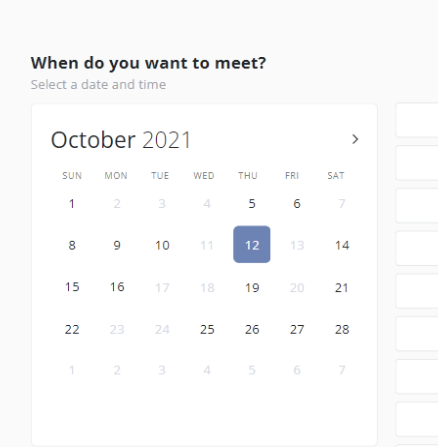 When do you want to meet?
Select a date and time
October 2021
SUN MON TUE WED THU FRI SAT
1 2 3 4 5 6 7
8 9 10 11 12 13 14
15 16 17 18 19 20 21
22 23 24 25 26 27 28
1 2 3 4 5 6 7